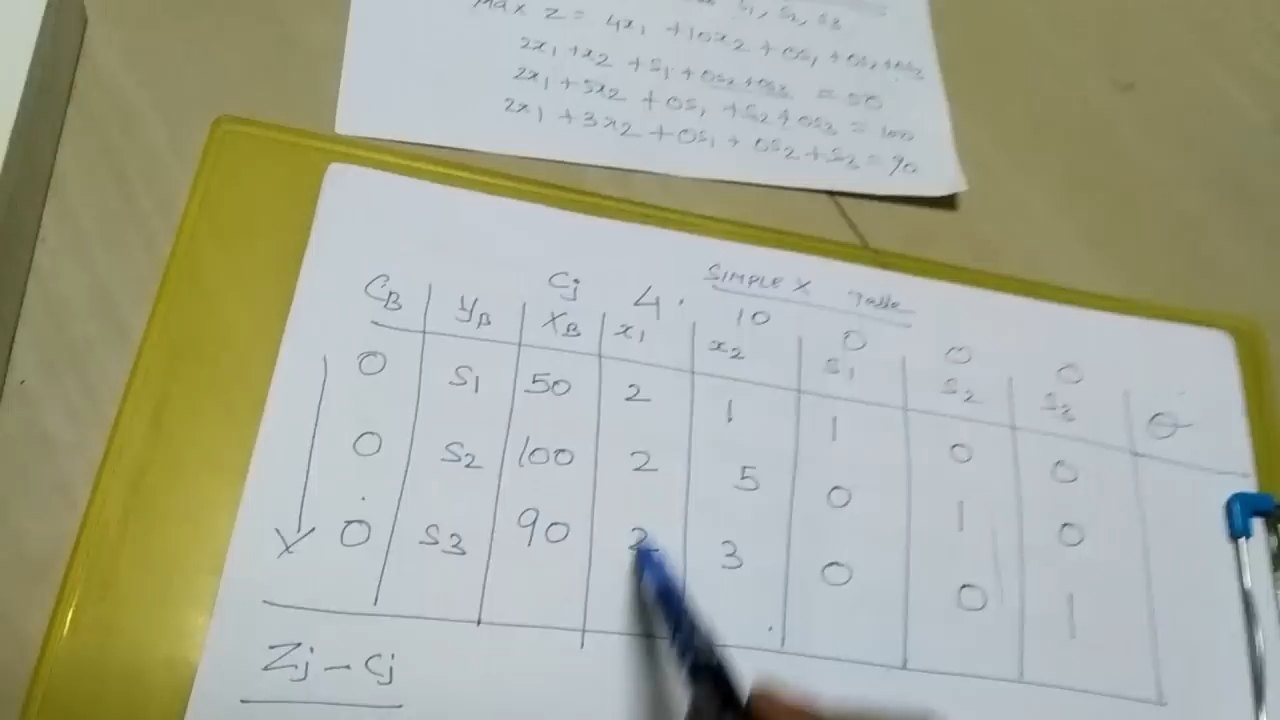 S1, S2, S3
Max Z = 4x1 + 10x2 + 0S1 + 0S2 + 0S3
2x1 + x2 + S1 + 0S2 + 0S3 = 50
2x1 + 5x2 + 0S1 + S2 + 0S3 = 100
2x1 + 3x2 + 0S1 + 0S2 + S3 = 90
SIMPLEX Table
Cj 4 10 0 0 0
CB YB XB x1 x2 S1 S2 S3 θ
0 S1 50 2 1 1 0 0
0 S2 100 2 5 0 1 0
0 S3 90 2 3 0 0 1
Zj - Cj